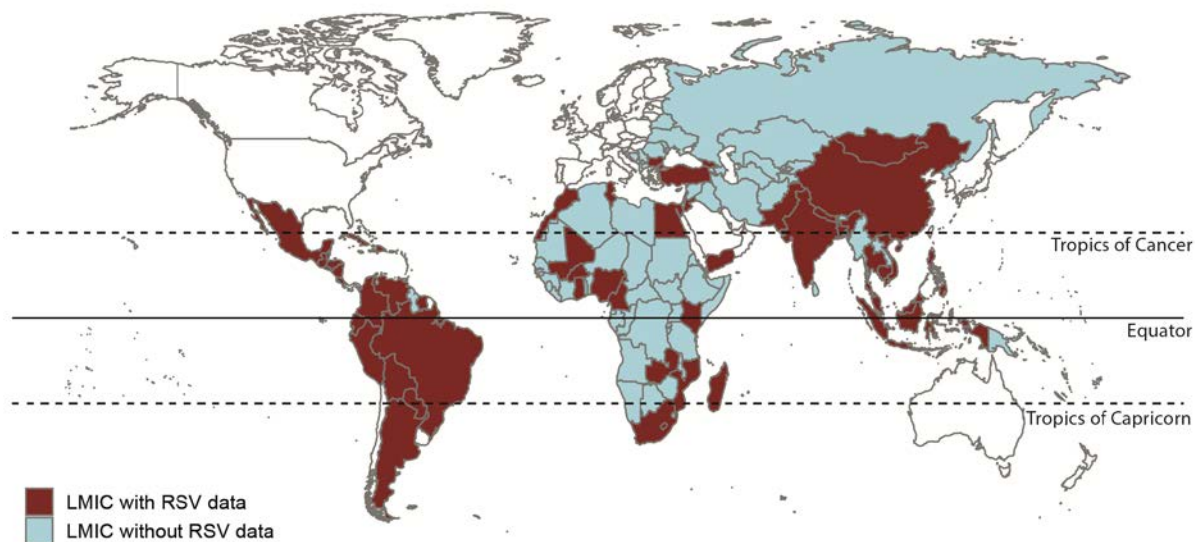 Tropics of Cancer
Equator
Tropics of Capricorn
LMIC with RSV data
LMIC without RSV data